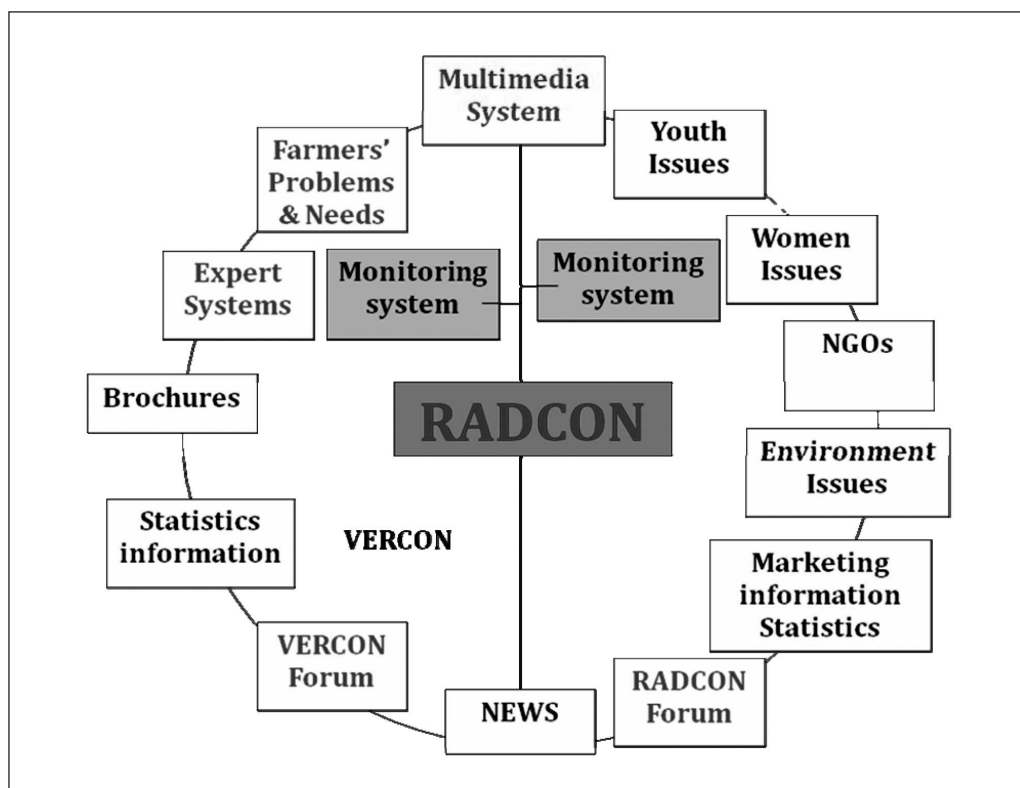 Multimedia
System
Youth
Issues
Farmers’
Problems
& Needs
Women
Issues
Expert
Systems
Monitoring
system
Monitoring
system
NGOs
Brochures
RADCON
Environment
Issues
Statistics
information
VERCON
Marketing
information
Statistics
VERCON
Forum
NEWS
RADCON
Forum